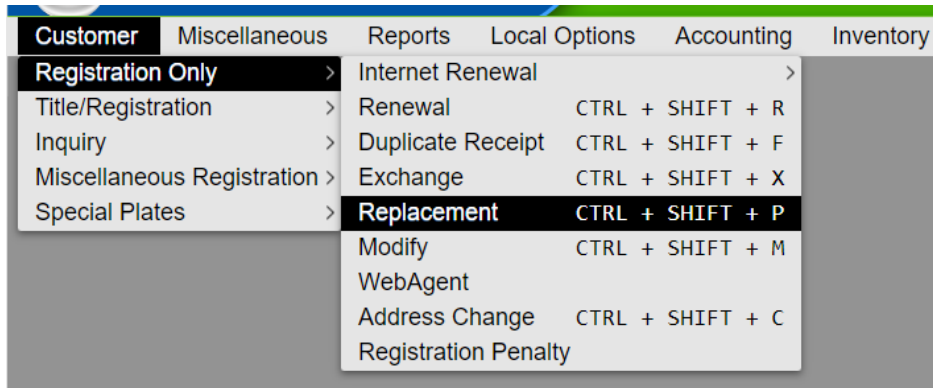 Customer Miscellaneous Reports Local Options Accounting Inventory
Registration Only > Internet Renewal >
Title/Registration > Renewal CTRL + SHIFT + R
Inquiry > Duplicate Receipt CTRL + SHIFT + F
Miscellaneous Registration > Exchange CTRL + SHIFT + X
Special Plates > Replacement CTRL + SHIFT + P
Modify CTRL + SHIFT + M
WebAgent
Address Change CTRL + SHIFT + C
Registration Penalty